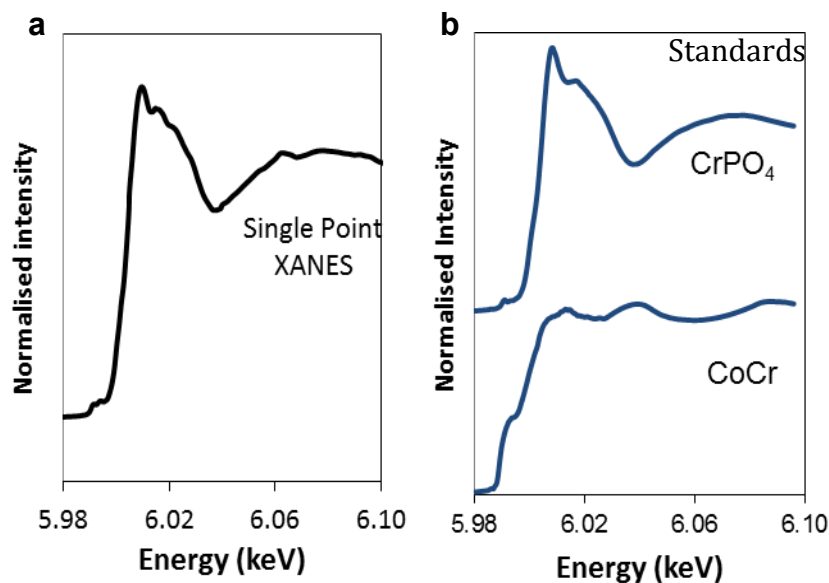 a
Normalised intensity
Single Point
XANES
5.98 6.02 6.06 6.10
Energy (keV)
b
Standards
Normalised Intensity
CrPO₄
CoCr
5.98 6.02 6.06 6.10
Energy (keV)